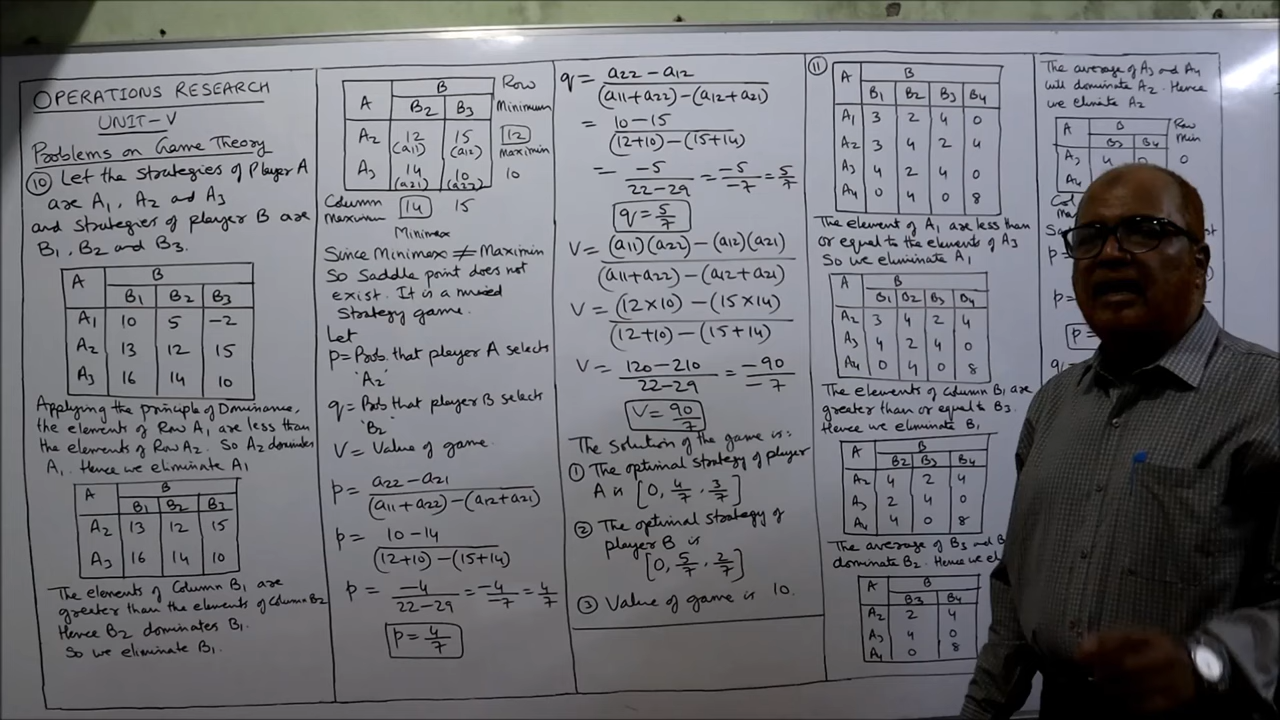 OPERATIONS RESEARCH
UNIT-V
Problems on Game Theory
10 Let the strategies of Player A
are A1, A2 and A3
and strategies of player B are
B1, B2 and B3.
A B
B1 B2 B3
A1 10 5 -2
A2 13 12 15
A3 16 14 10
Applying the principle of Dominance,
the elements of Row A1 are less than
the elements of Row A2. So A2 dominates
A1. Hence we eliminate A1
A B
B1 B2 B3
A2 13 12 15
A3 16 14 10
The elements of Column B1 are
greater than the elements of Column B2
Hence B2 dominates B1.
So we eliminate B1.
A B Row
B2 B3 Minimum
A2 12 15 12
(a11) (a12) Maximin
A3 14 10 10
(a21) (a22)
Column 14 15
maximum
Minimax
Since Minimax ≠ Maximin
So Saddle point does not
exist. It is a mixed
Strategy game.
Let
p = Prob. that player A selects
'A2'
q = Prob that player B selects
'B2'
V = Value of game.
p = a22 - a21
(a11+a22) - (a12+a21)
p = 10-14
(12+10) - (15+14)
p = -4 = -4 = 4
22-29 -7 7
p = 4/7
q = a22 - a12
(a11+a22) - (a12+a21)
= 10-15
(12+10) - (15+14)
= -5 = -5 = 5
22-29 -7 7
q = 5/7
V = (a11)(a22) - (a12)(a21)
(a11+a22) - (a12+a21)
V = (12×10) - (15×14)
(12+10) - (15+14)
V = 120-210 = -90
22-29 -7
V = 90/7
The Solution of the game is:
1 The optimal strategy of player
A is [0, 4/7, 3/7]
2 The optimal strategy of
player B is
[0, 5/7, 2/7]
3 Value of game is 10.
11
A B
B1 B2 B3 B4
A1 3 2 4 0
A2 3 4 2 4
A3 4 2 4 0
A4 0 4 0 8
The element of A1 are less than
or equal to the elements of A3
So we eliminate A1
A B
B1 B2 B3 B4
A2 3 4 2 4
A3 4 2 4 0
A4 0 4 0 8
The elements of Column B1 are
greater than or equal to B3.
Hence we eliminate B1
A B
B2 B3 B4
A2 4 2 4
A3 2 4 0
A4 4 0 8
The average of B3 and
dominate B2. Hence we
A B
B3 B4
A2 2 4
A3 4 0
A4 0 8
The average of A3 and A4
will dominate A2. Hence
we elimiate A2
A B Row
B3 B4 Min
A3 4 0 0
A4
p =
p =